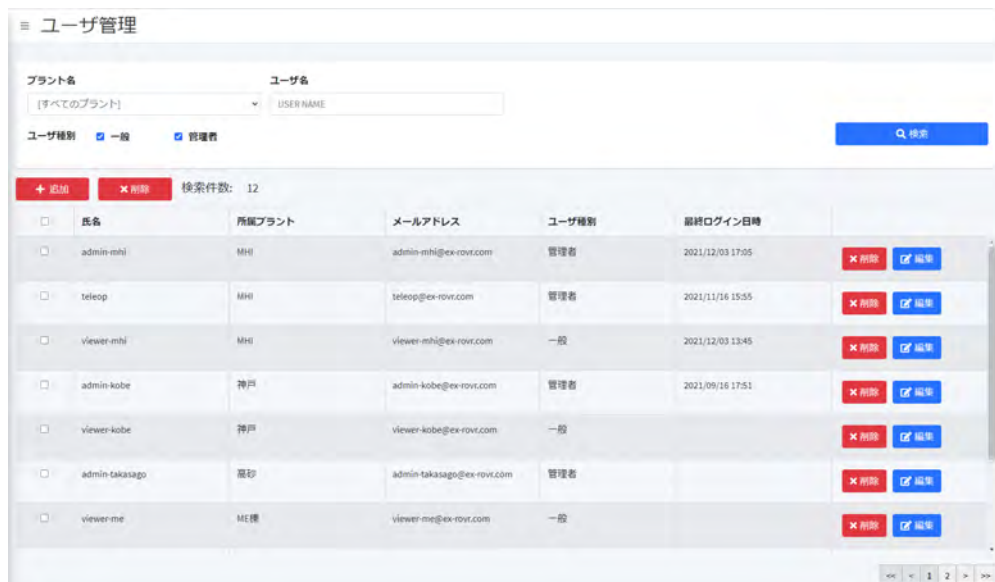 ≡ ユーザ管理
プラント名 ユーザ名
[すべてのプラント] USER NAME
ユーザ種別 一般 管理者 検索
+ 追加 × 削除 検索件数: 12
氏名 所属プラント メールアドレス ユーザ種別 最終ログイン日時
admin-mhi MHI admin-mhi@ex-rovr.com 管理者 2021/12/03 17:05 × 削除 編集
teleop MHI teleop@ex-rovr.com 管理者 2021/11/16 15:55 × 削除 編集
viewer-mhi MHI viewer-mhi@ex-rovr.com 一般 2021/12/03 13:45 × 削除 編集
admin-kobe 神戸 admin-kobe@ex-rovr.com 管理者 2021/09/16 17:51 × 削除 編集
viewer-kobe 神戸 viewer-kobe@ex-rovr.com 一般 × 削除 編集
admin-takasago 高砂 admin-takasago@ex-rovr.com 管理者 × 削除 編集
viewer-me ME棟 viewer-me@ex-rovr.com 一般 × 削除 編集
<< < 1 2 > >>